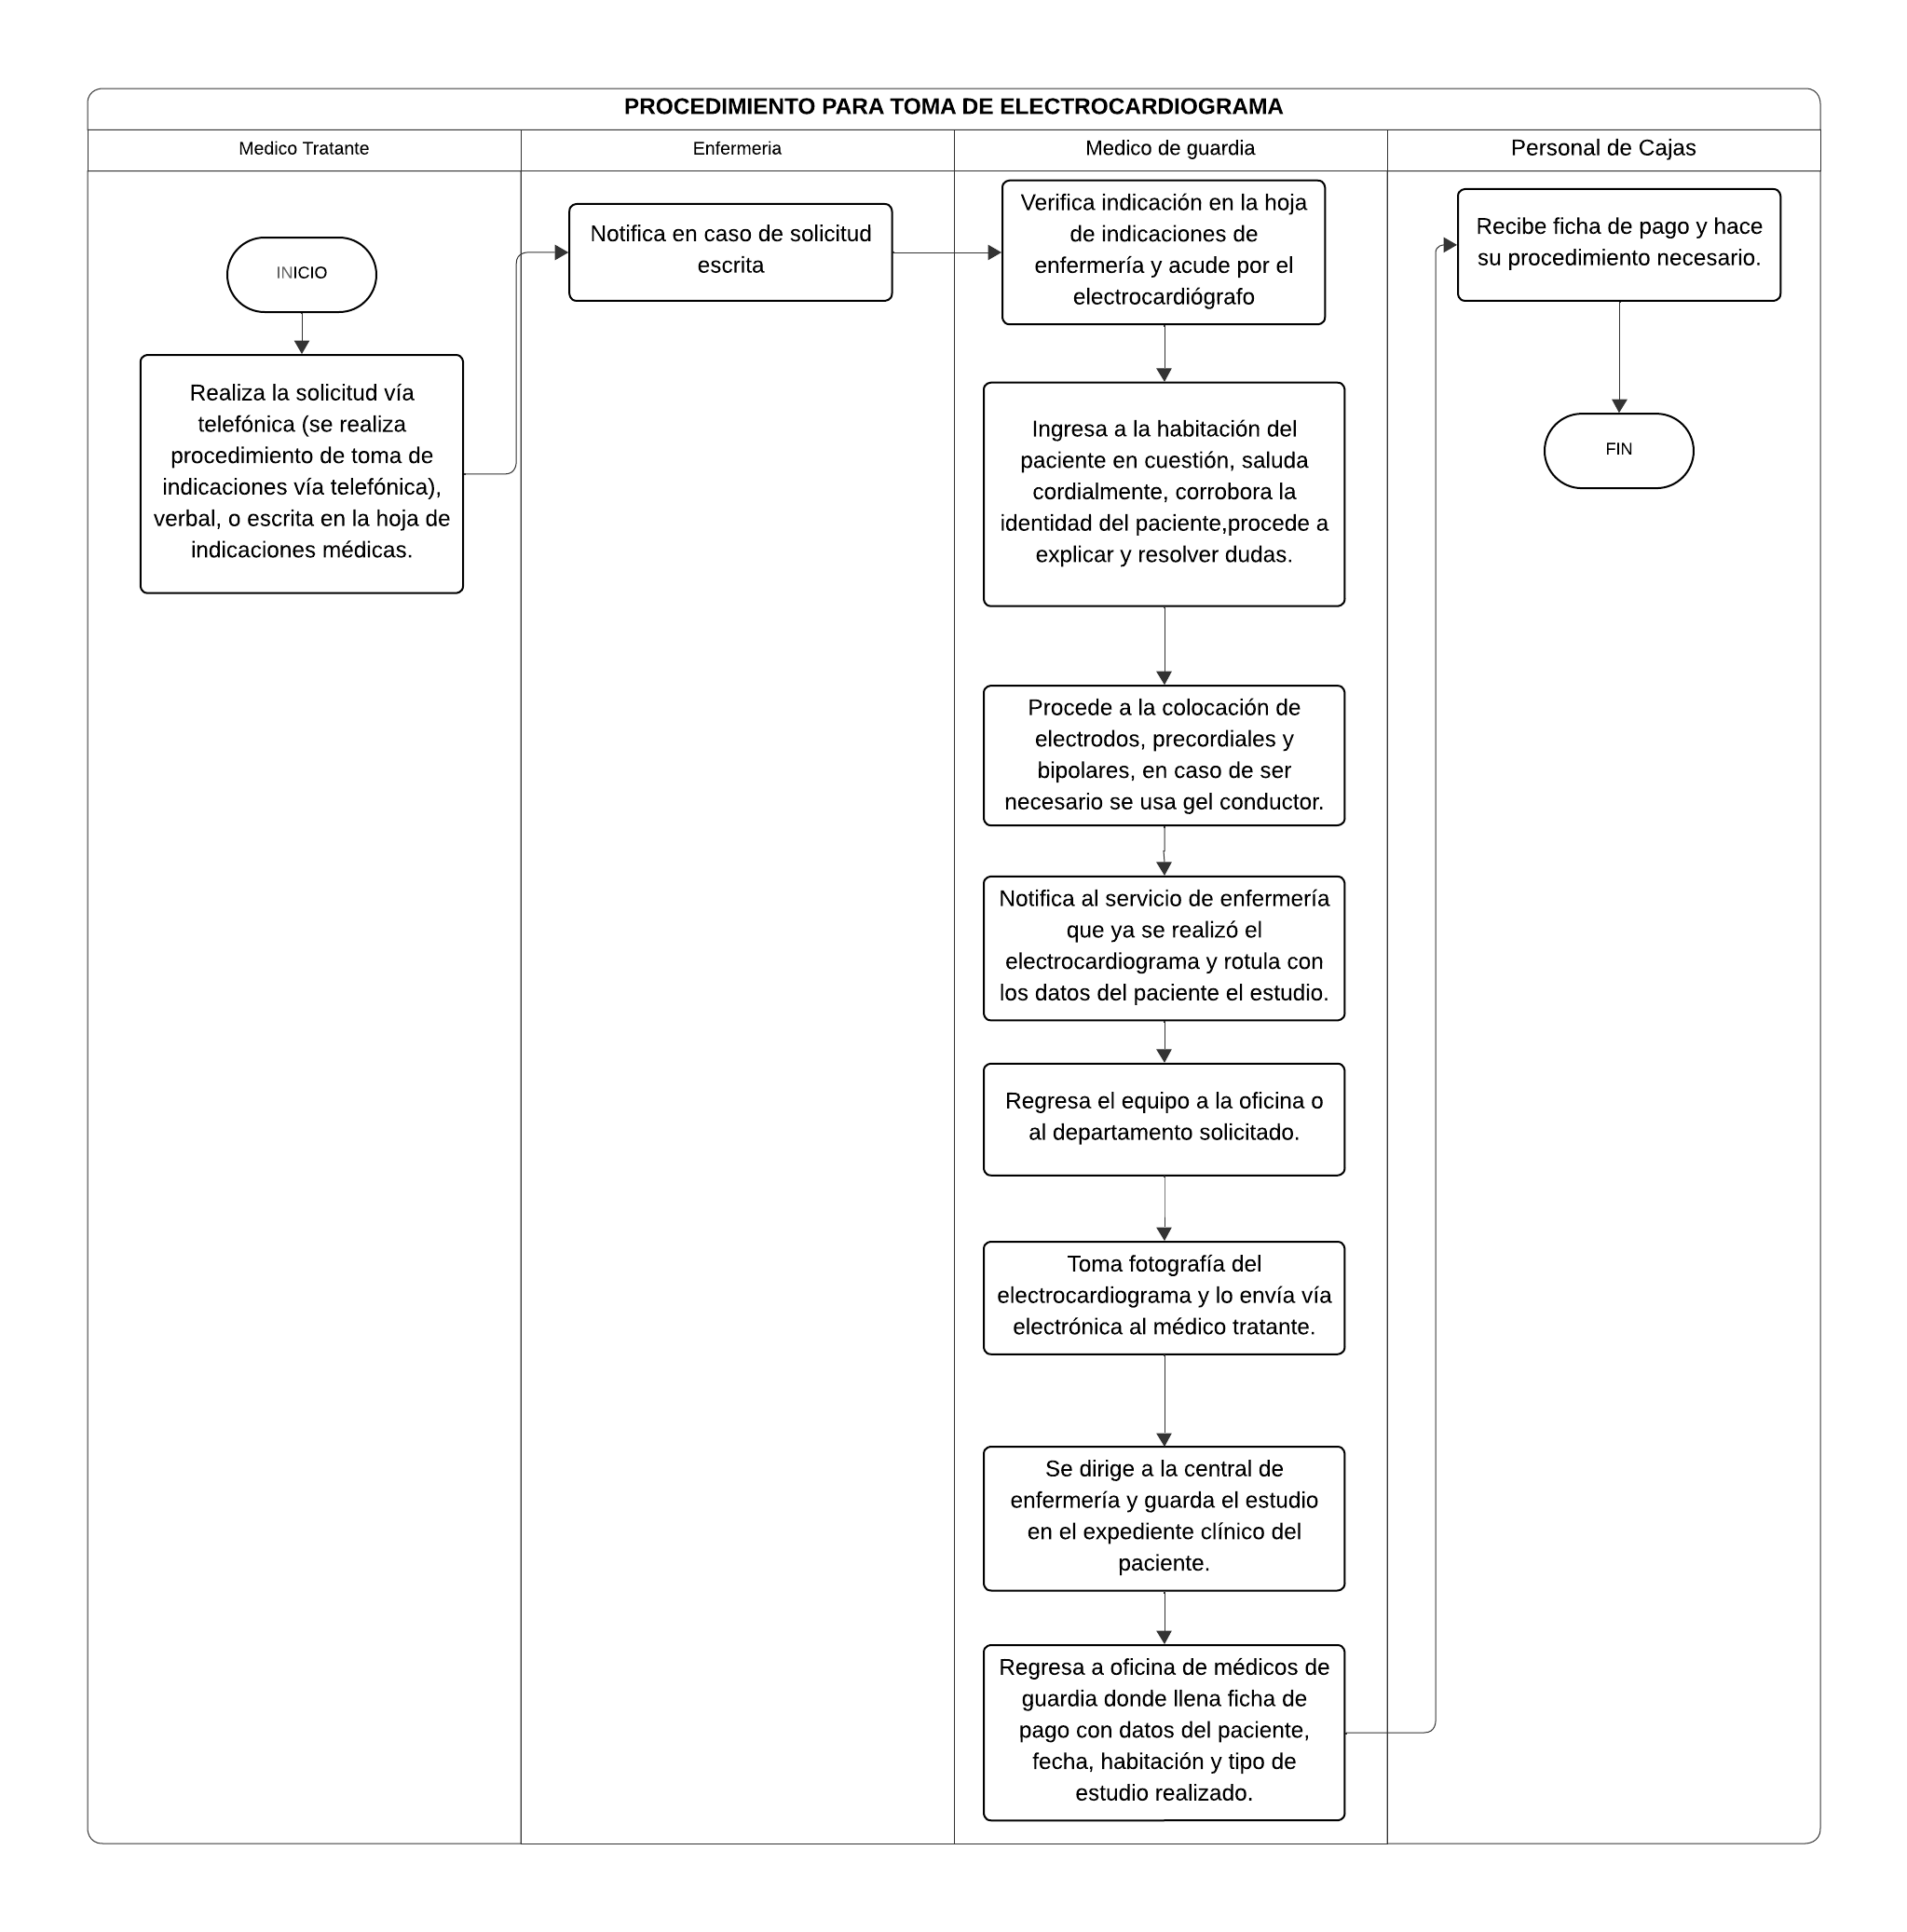 PROCEDIMIENTO PARA TOMA DE ELECTROCARDIOGRAMA
Medico Tratante
Enfermeria
Medico de guardia
Personal de Cajas
INICIO
Realiza la solicitud vía
telefónica (se realiza
procedimiento de toma de
indicaciones vía telefónica),
verbal, o escrita en la hoja de
indicaciones médicas.
Notifica en caso de solicitud
escrita
Verifica indicación en la hoja
de indicaciones de
enfermería y acude por el
electrocardiógrafo
Ingresa a la habitación del
paciente en cuestión, saluda
cordialmente, corrobora la
identidad del paciente,procede a
explicar y resolver dudas.
Procede a la colocación de
electrodos, precordiales y
bipolares, en caso de ser
necesario se usa gel conductor.
Notifica al servicio de enfermería
que ya se realizó el
electrocardiograma y rotula con
los datos del paciente el estudio.
Regresa el equipo a la oficina o
al departamento solicitado.
Toma fotografía del
electrocardiograma y lo envía vía
electrónica al médico tratante.
Se dirige a la central de
enfermería y guarda el estudio
en el expediente clínico del
paciente.
Regresa a oficina de médicos de
guardia donde llena ficha de
pago con datos del paciente,
fecha, habitación y tipo de
estudio realizado.
Recibe ficha de pago y hace
su procedimiento necesario.
FIN